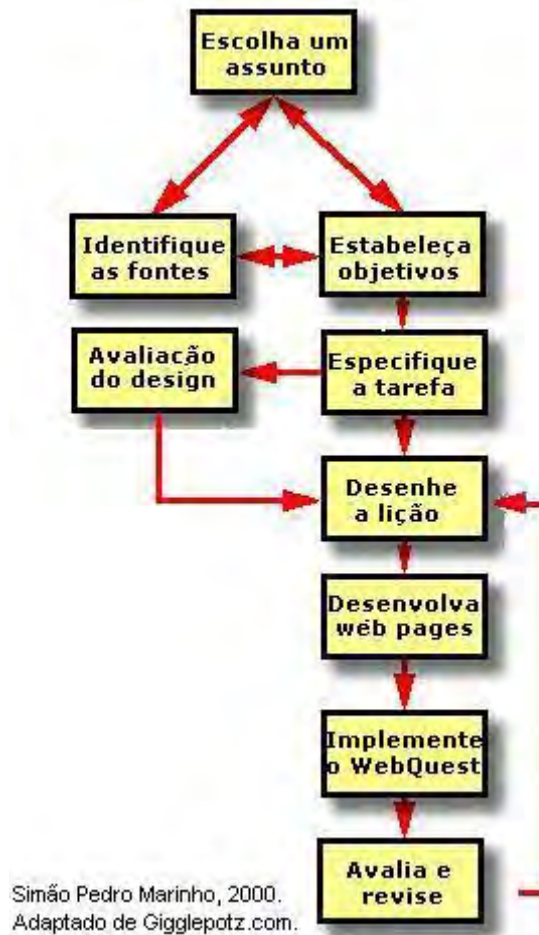 Escolha um
assunto
Identifique
as fontes
Estabeleça
objetivos
Avaliação
do design
Especifique
a tarefa
Desenhe
a lição
Desenvolva
web pages
Implemente
o WebQuest
Avalia e
revise
Simão Pedro Marinho, 2000.
Adaptado de Gigglepotz.com.